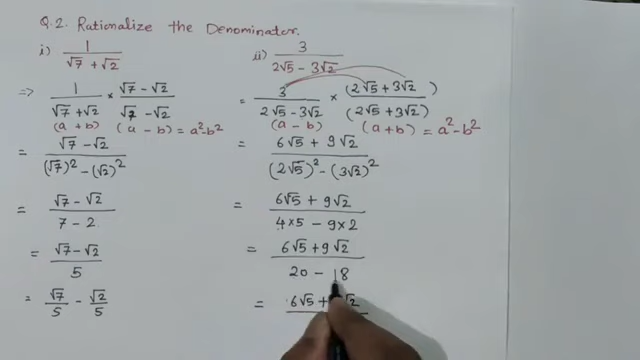 Q.2. Rationalize the Denominator.
i) 1 / (√7 + √2)
=> 1 / (√7 + √2) × (√7 − √2) / (√7 − √2)
(a + b) (a − b) = a² − b²
= (√7 − √2) / ((√7)² − (√2)²)
= (√7 − √2) / (7 − 2)
= (√7 − √2) / 5
= √7/5 − √2/5
ii) 3 / (2√5 − 3√2)
= 3 / (2√5 − 3√2) × (2√5 + 3√2) / (2√5 + 3√2)
(a − b) (a + b) = a² − b²
= (6√5 + 9√2) / ((2√5)² − (3√2)²)
= (6√5 + 9√2) / (4×5 − 9×2)
= (6√5 + 9√2) / (20 − 18)
= 6√5 + √2